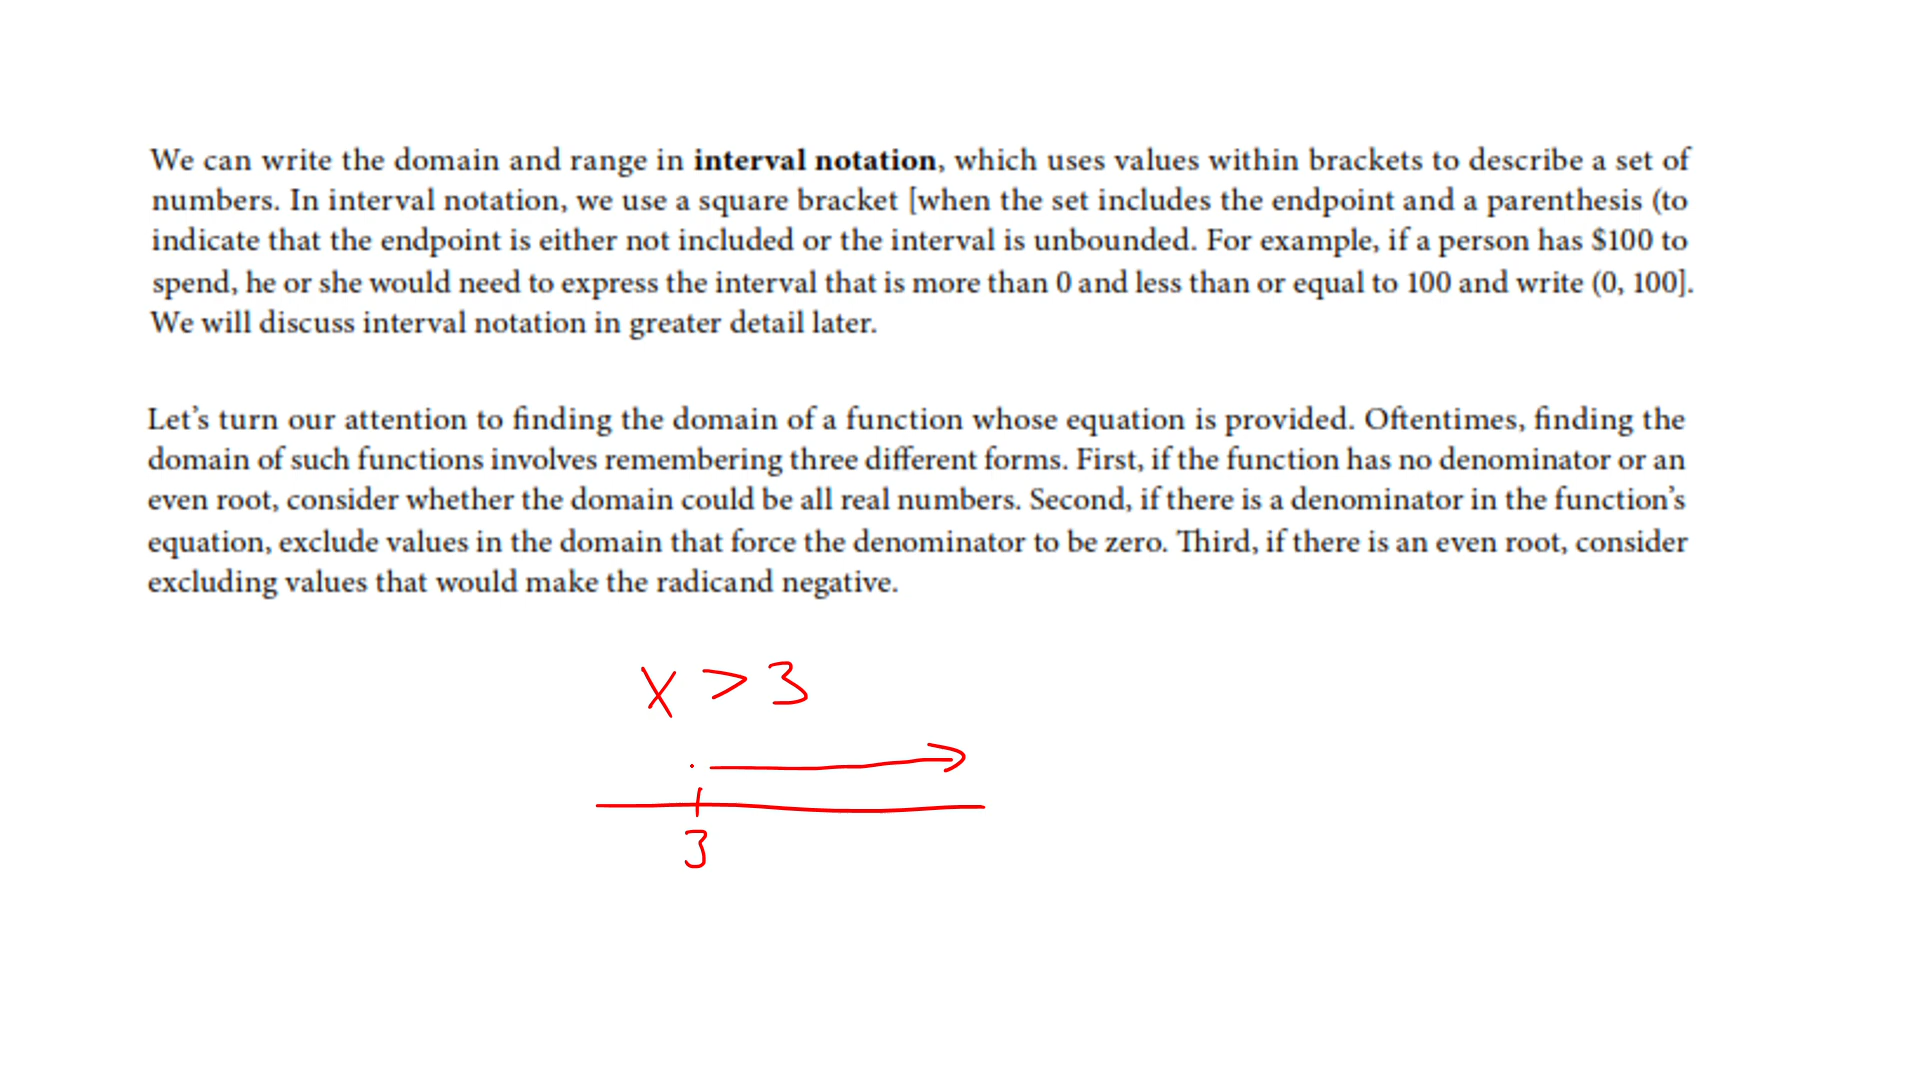 We can write the domain and range in interval notation, which uses values within brackets to describe a set of
numbers. In interval notation, we use a square bracket [when the set includes the endpoint and a parenthesis (to
indicate that the endpoint is either not included or the interval is unbounded. For example, if a person has $100 to
spend, he or she would need to express the interval that is more than 0 and less than or equal to 100 and write (0, 100].
We will discuss interval notation in greater detail later.
Let’s turn our attention to finding the domain of a function whose equation is provided. Oftentimes, finding the
domain of such functions involves remembering three different forms. First, if the function has no denominator or an
even root, consider whether the domain could be all real numbers. Second, if there is a denominator in the function’s
equation, exclude values in the domain that force the denominator to be zero. Third, if there is an even root, consider
excluding values that would make the radicand negative.
x > 3
3